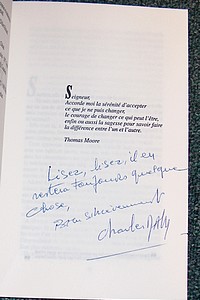 Seigneur,
Accorde moi la sérénité d'accepter
ce que je ne puis changer,
le courage de changer ce qui peut l'être,
enfin ou aussi la sagesse pour savoir faire
la différence entre l'un et l'autre.
Thomas Moore
Lisez, lisez, il en
restera toujours quelque
chose,
Charles